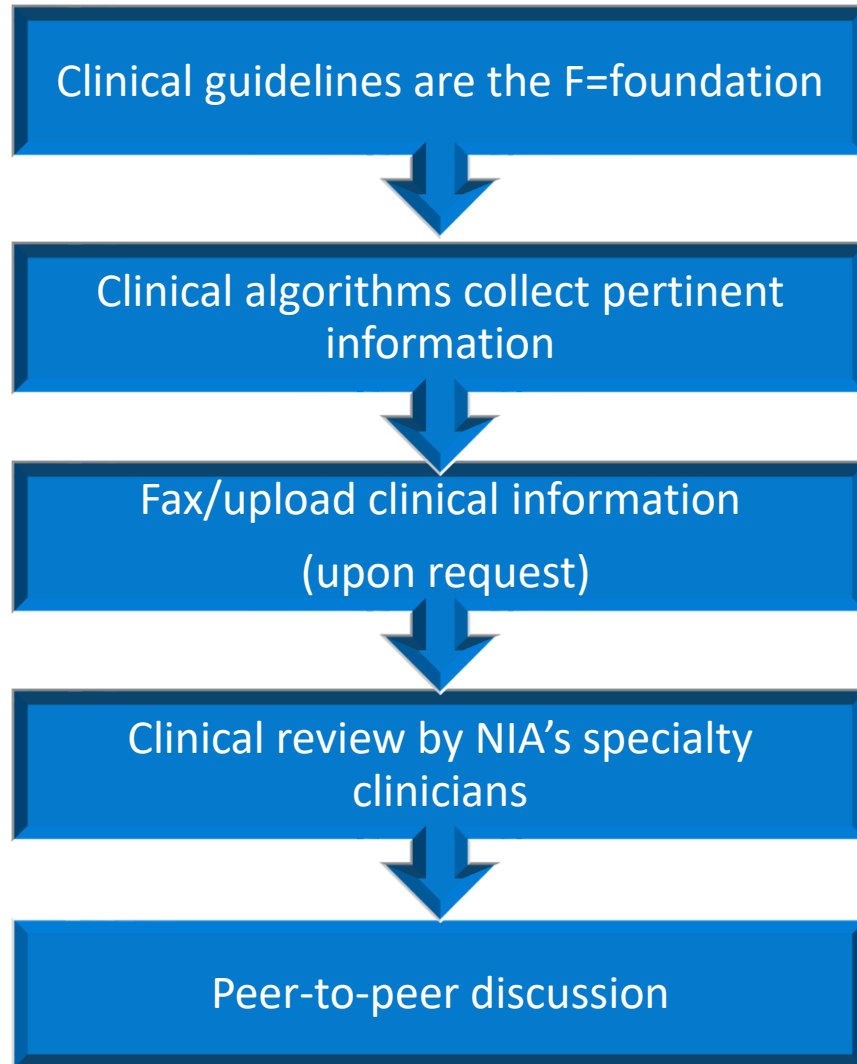 Clinical guidelines are the F=foundation
Clinical algorithms collect pertinent
information
Fax/upload clinical information
(upon request)
Clinical review by NIA’s specialty
clinicians
Peer-to-peer discussion